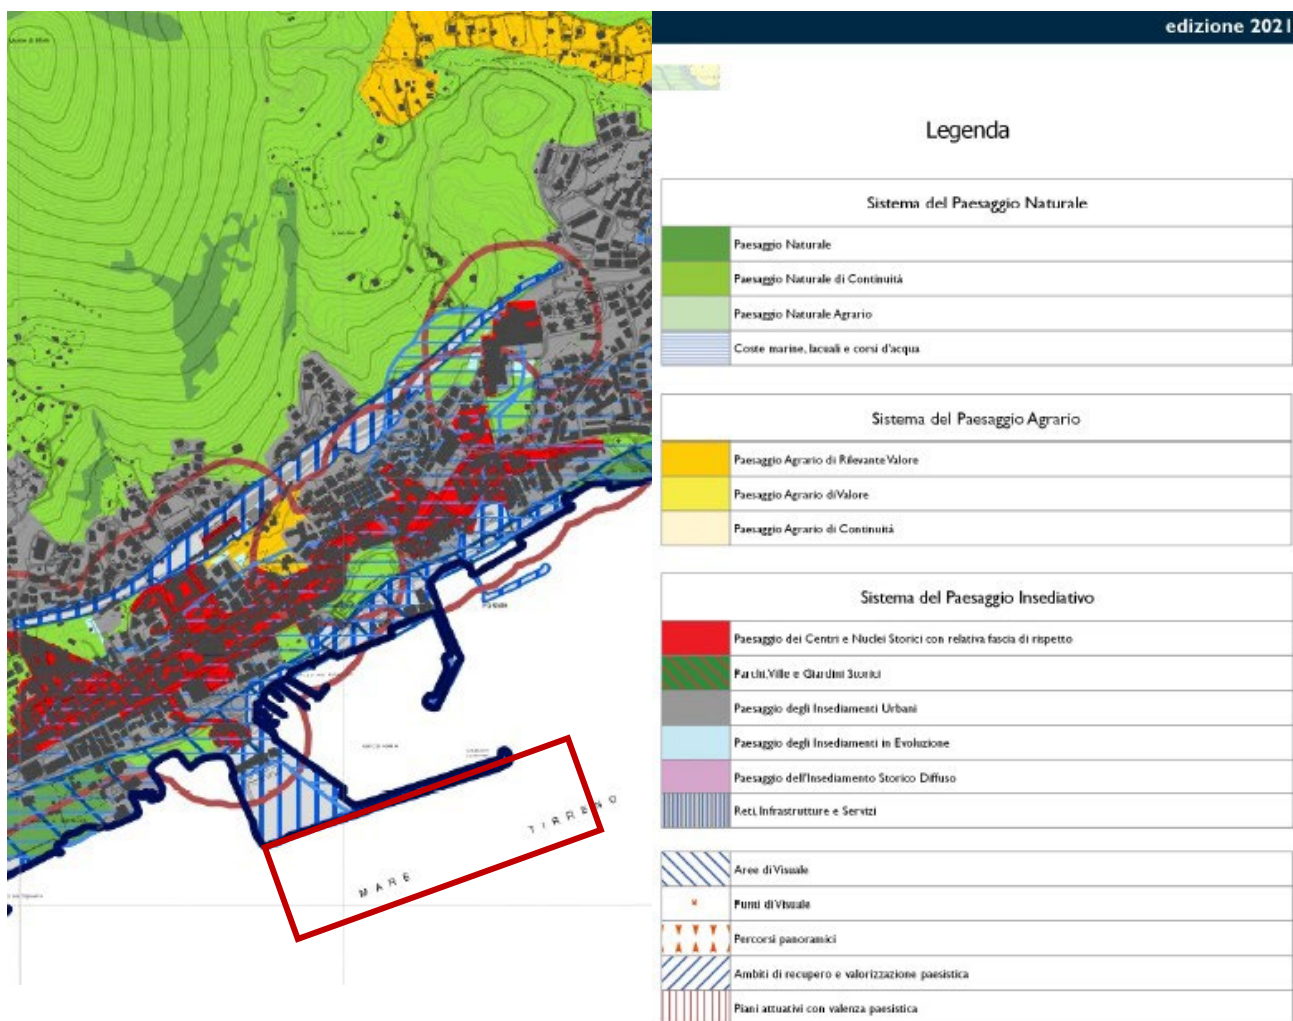 edizione 2021
Legenda
Sistema del Paesaggio Naturale
Paesaggio Naturale
Paesaggio Naturale di Continuità
Paesaggio Naturale Agrario
Coste marine, lacuali e corsi d'acqua
Sistema del Paesaggio Agrario
Paesaggio Agrario di Rilevante Valore
Paesaggio Agrario di Valore
Paesaggio Agrario di Continuità
Sistema del Paesaggio Insediativo
Paesaggio dei Centri e Nuclei Storici con relativa fascia di rispetto
Parchi, Ville e Giardini Storici
Paesaggio degli Insediamenti Urbani
Paesaggio degli Insediamenti in Evoluzione
Paesaggio dell'Insediamento Storico Diffuso
Reti, Infrastrutture e Servizi
Aree di Visuale
Punti di Visuale
Percorsi panoramici
Ambiti di recupero e valorizzazione paesistica
Piani attuativi con valenza paesistica
MARE TIRRENO